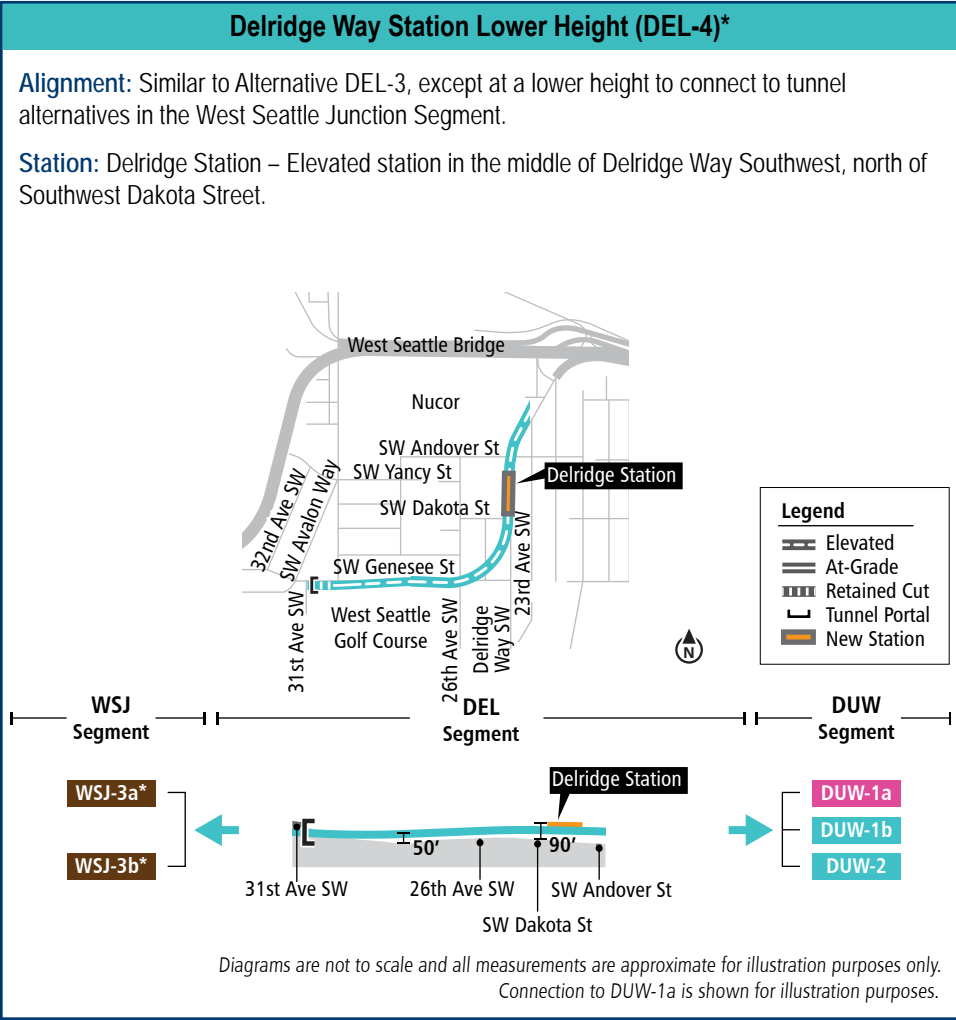 Delridge Way Station Lower Height (DEL-4)*
Alignment: Similar to Alternative DEL-3, except at a lower height to connect to tunnel
alternatives in the West Seattle Junction Segment.
Station: Delridge Station – Elevated station in the middle of Delridge Way Southwest, north of
Southwest Dakota Street.
West Seattle Bridge
Nucor
SW Andover St
SW Yancy St
Delridge Station
SW Dakota St
32nd Ave SW
SW Avalon Way
23rd Ave SW
SW Genesee St
West Seattle
Golf Course
31st Ave SW
26th Ave SW
Delridge
Way SW
N
Legend
Elevated
At-Grade
Retained Cut
Tunnel Portal
New Station
WSJ
Segment
DEL
Segment
DUW
Segment
WSJ-3a*
WSJ-3b*
Delridge Station
50'
90'
31st Ave SW
26th Ave SW
SW Andover St
SW Dakota St
DUW-1a
DUW-1b
DUW-2
Diagrams are not to scale and all measurements are approximate for illustration purposes only.
Connection to DUW-1a is shown for illustration purposes.